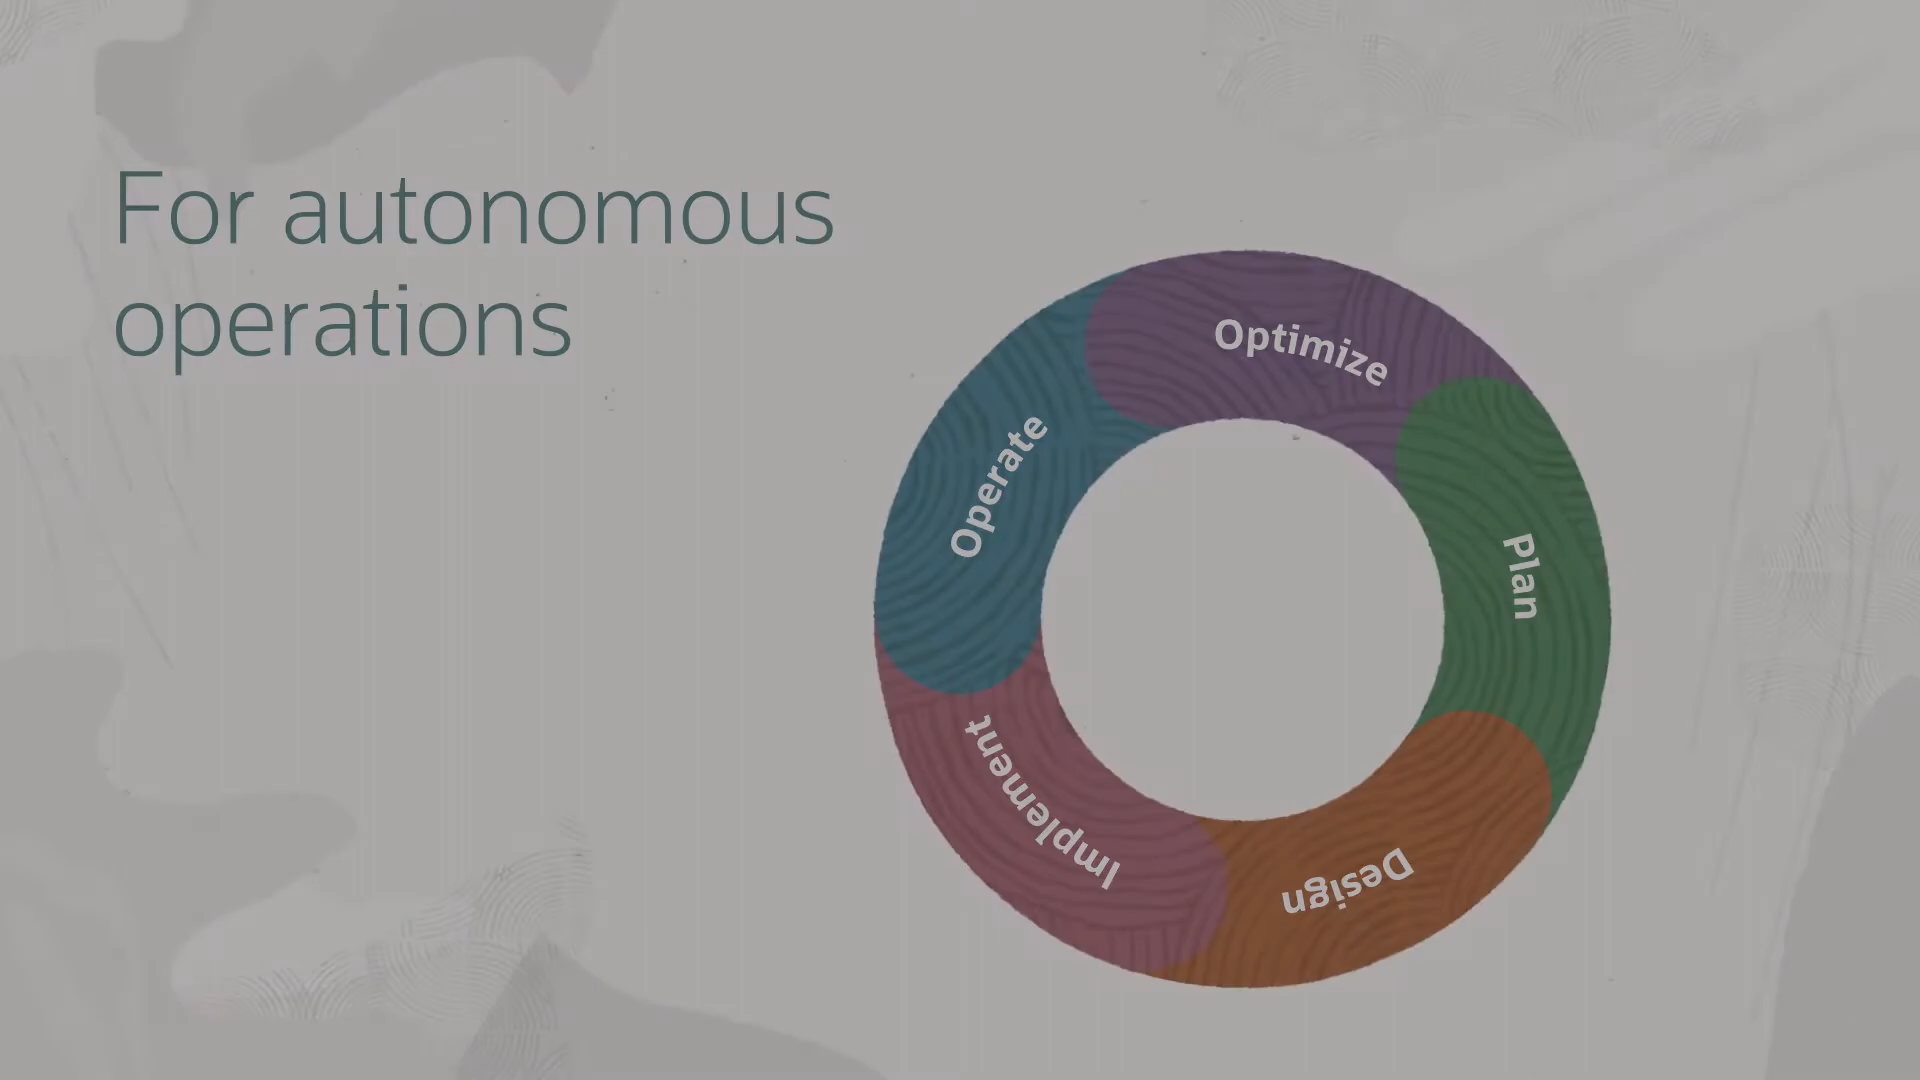 For autonomous
operations
Optimize
Plan
Design
Implement
Operate